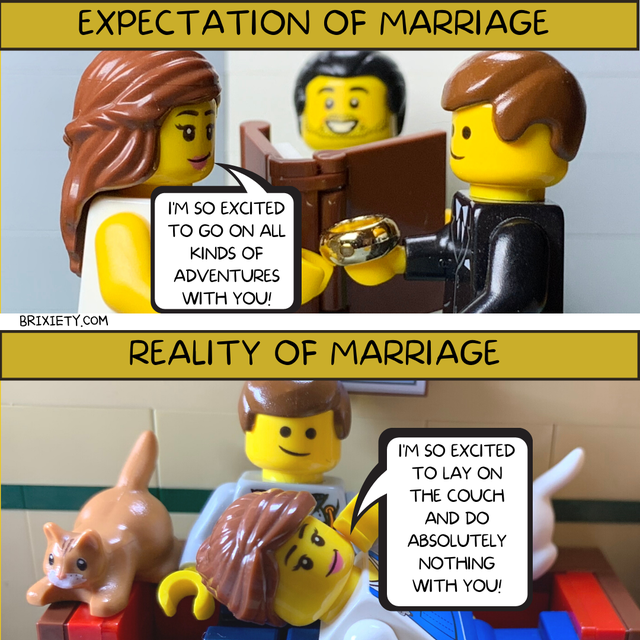 EXPECTATION OF MARRIAGE
I'M SO EXCITED
TO GO ON ALL
KINDS OF
ADVENTURES
WITH YOU!
BRIXIETY.COM
REALITY OF MARRIAGE
I'M SO EXCITED
TO LAY ON
THE COUCH
AND DO
ABSOLUTELY
NOTHING
WITH YOU!